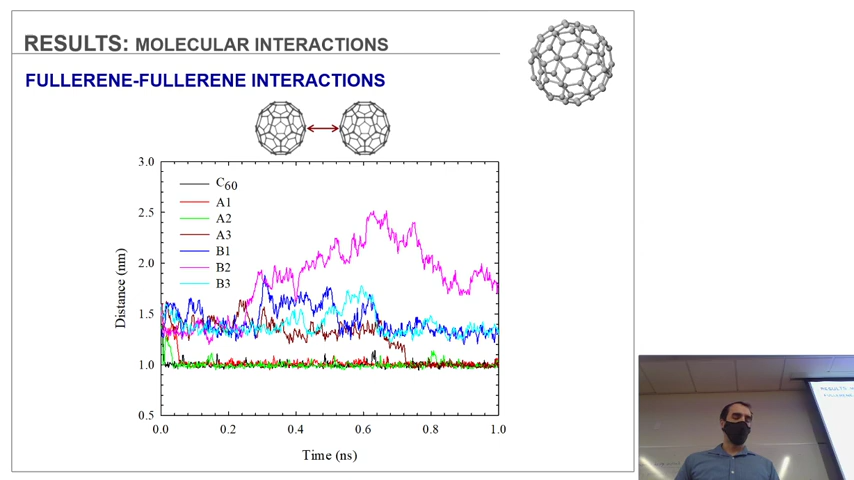 RESULTS: MOLECULAR INTERACTIONS
FULLERENE-FULLERENE INTERACTIONS
3.0
2.5
2.0
1.5
1.0
0.5
Distance (nm)
C60
A1
A2
A3
B1
B2
B3
0.0 0.2 0.4 0.6 0.8 1.0
Time (ns)
RESULTS
FULLERENE